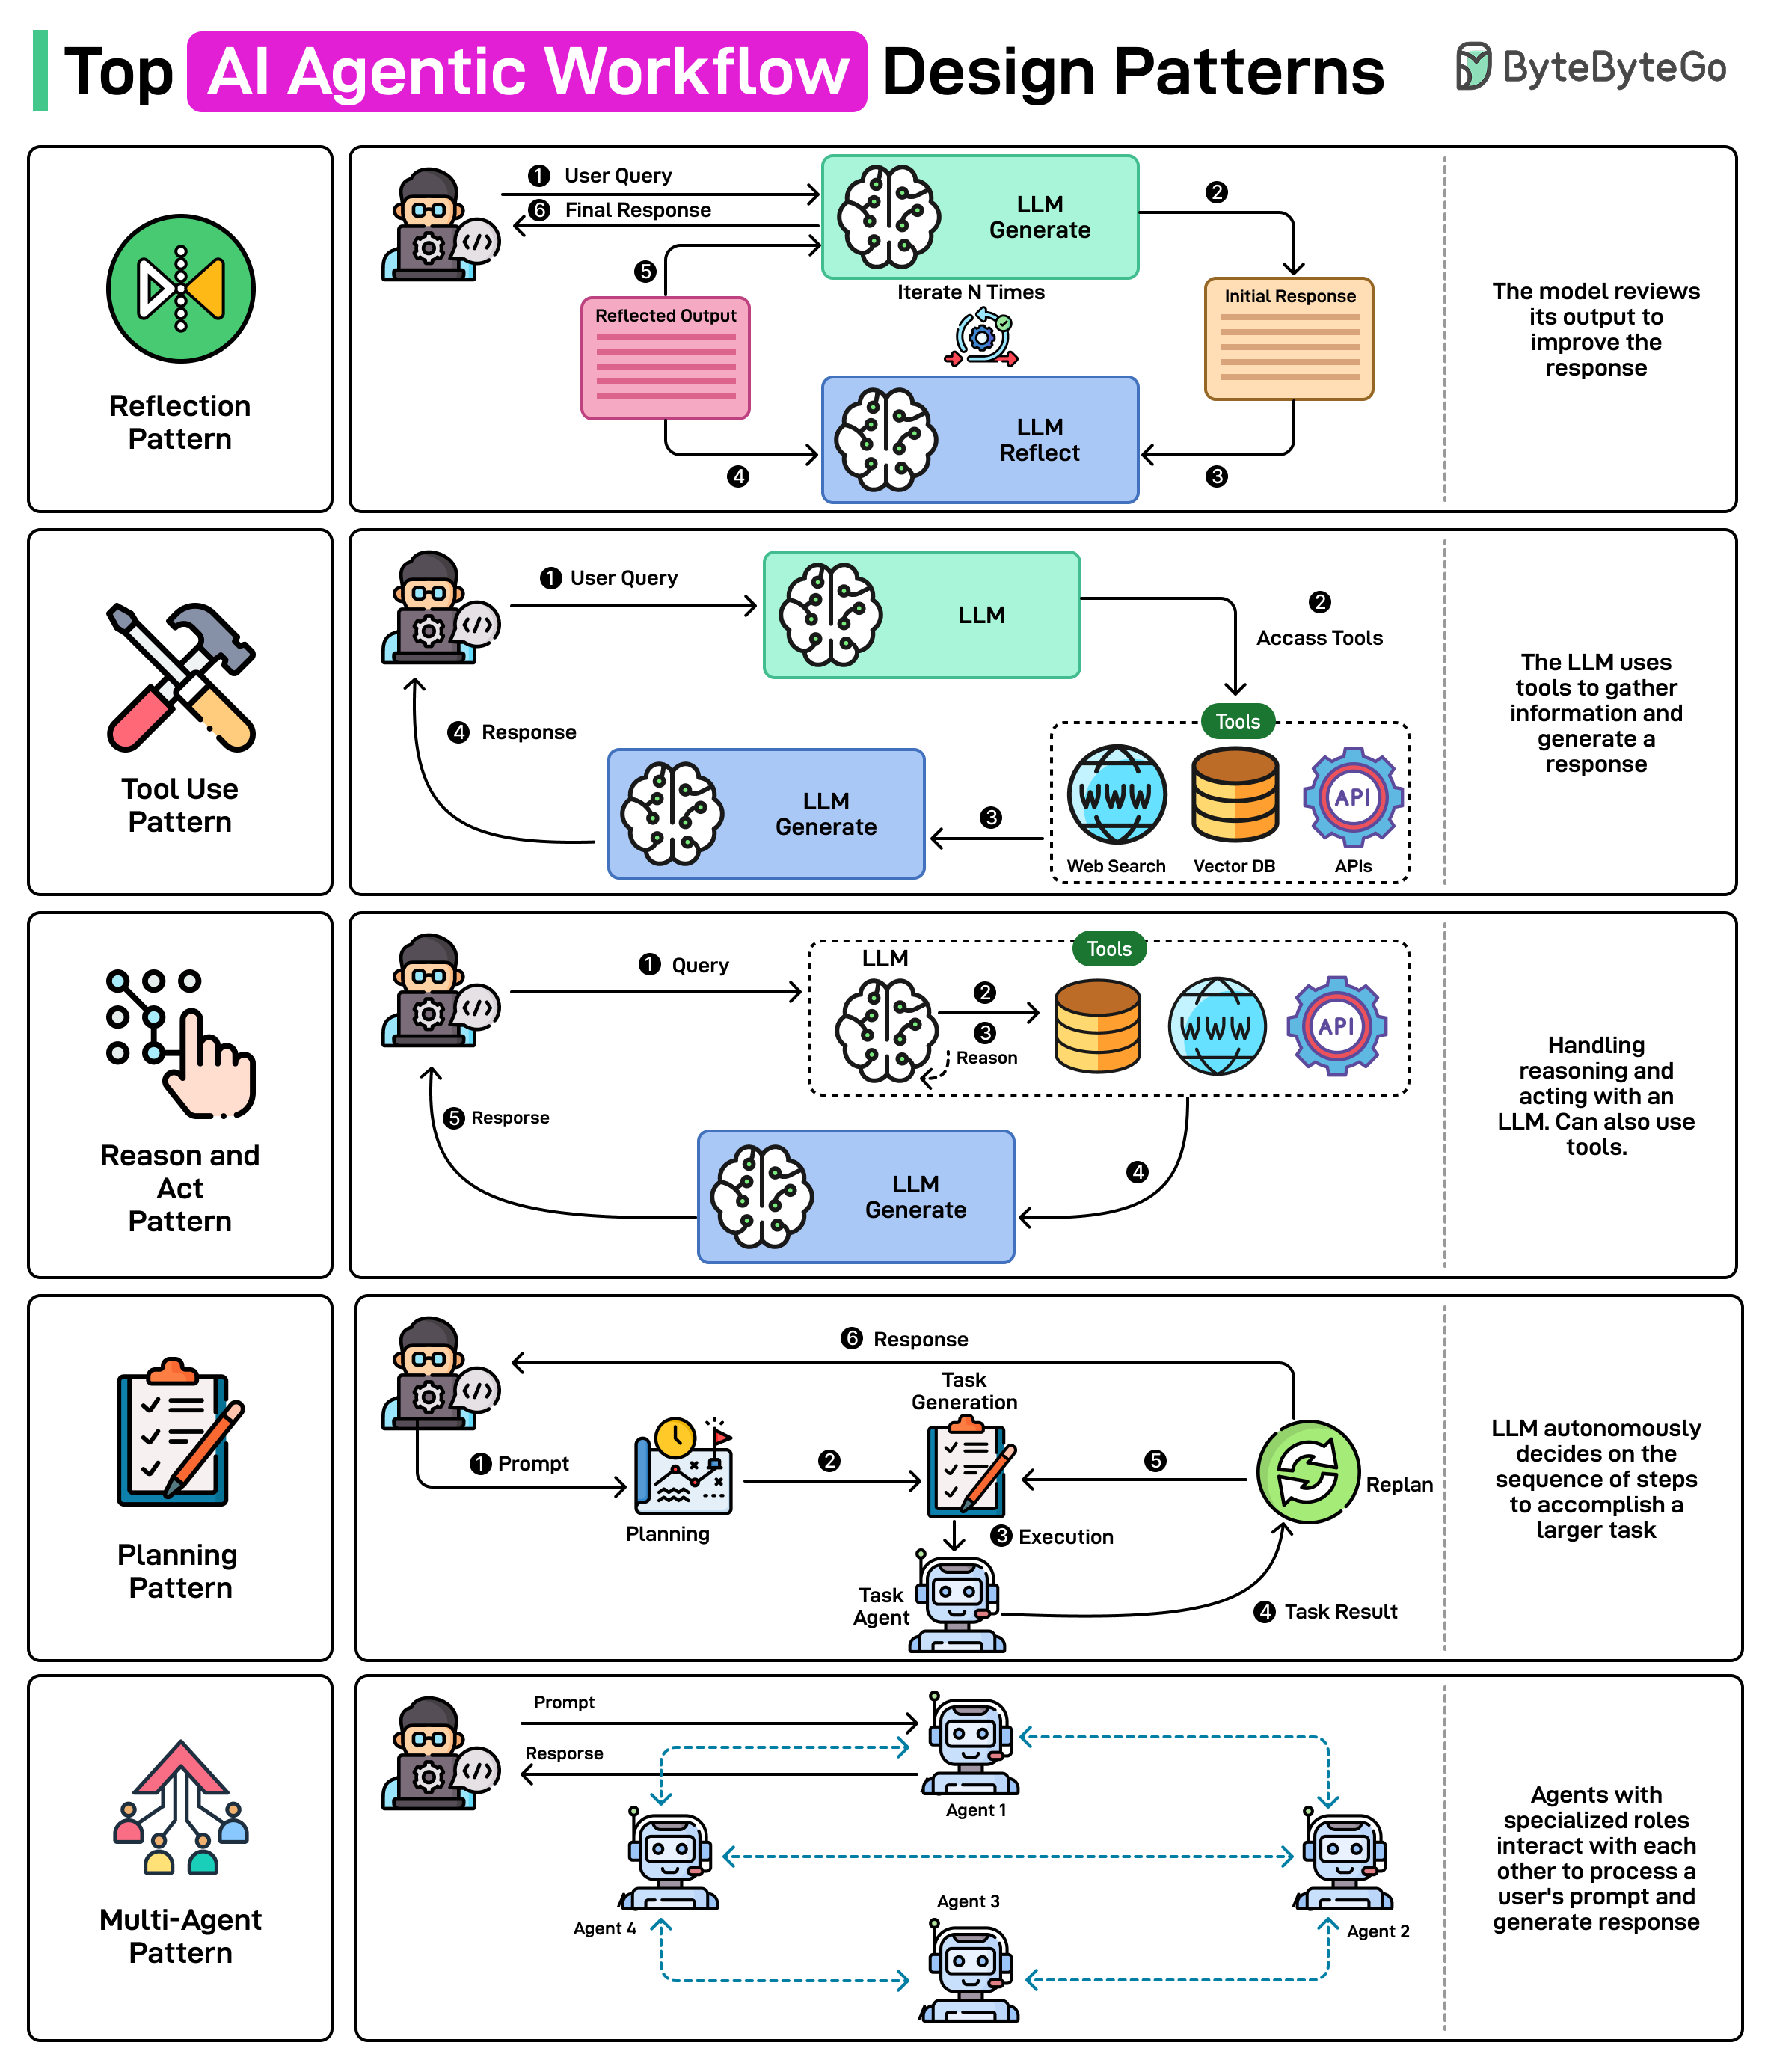 Top AI Agentic Workflow Design Patterns
ByteByteGo
Reflection
Pattern
1 User Query
6 Final Response
LLM
Generate
2
5
Iterate N Times
Reflected Output
Initial Response
LLM
Reflect
4
3
The model reviews
its output to
improve the
response
Tool Use
Pattern
1 User Query
LLM
2
Accass Tools
Tools
4 Response
LLM
Generate
3
WWW
API
Web Search
Vector DB
APIs
The LLM uses
tools to gather
information and
generate a
response
Reason and
Act
Pattern
1 Query
LLM
Tools
2
3
Reason
WWW
API
5 Resporse
LLM
Generate
4
Handling
reasoning and
acting with an
LLM. Can also use
tools.
Planning
Pattern
6 Response
Task
Generation
1 Prompt
2
5
Replan
Planning
3 Execution
Task
Agent
4 Task Result
LLM autonomously
decides on the
sequence of steps
to accomplish a
larger task
Multi-Agent
Pattern
Prompt
Resporse
Agent 1
Agent 3
Agent 4
Agent 2
Agents with
specialized roles
interact with each
other to process a
user's prompt and
generate response